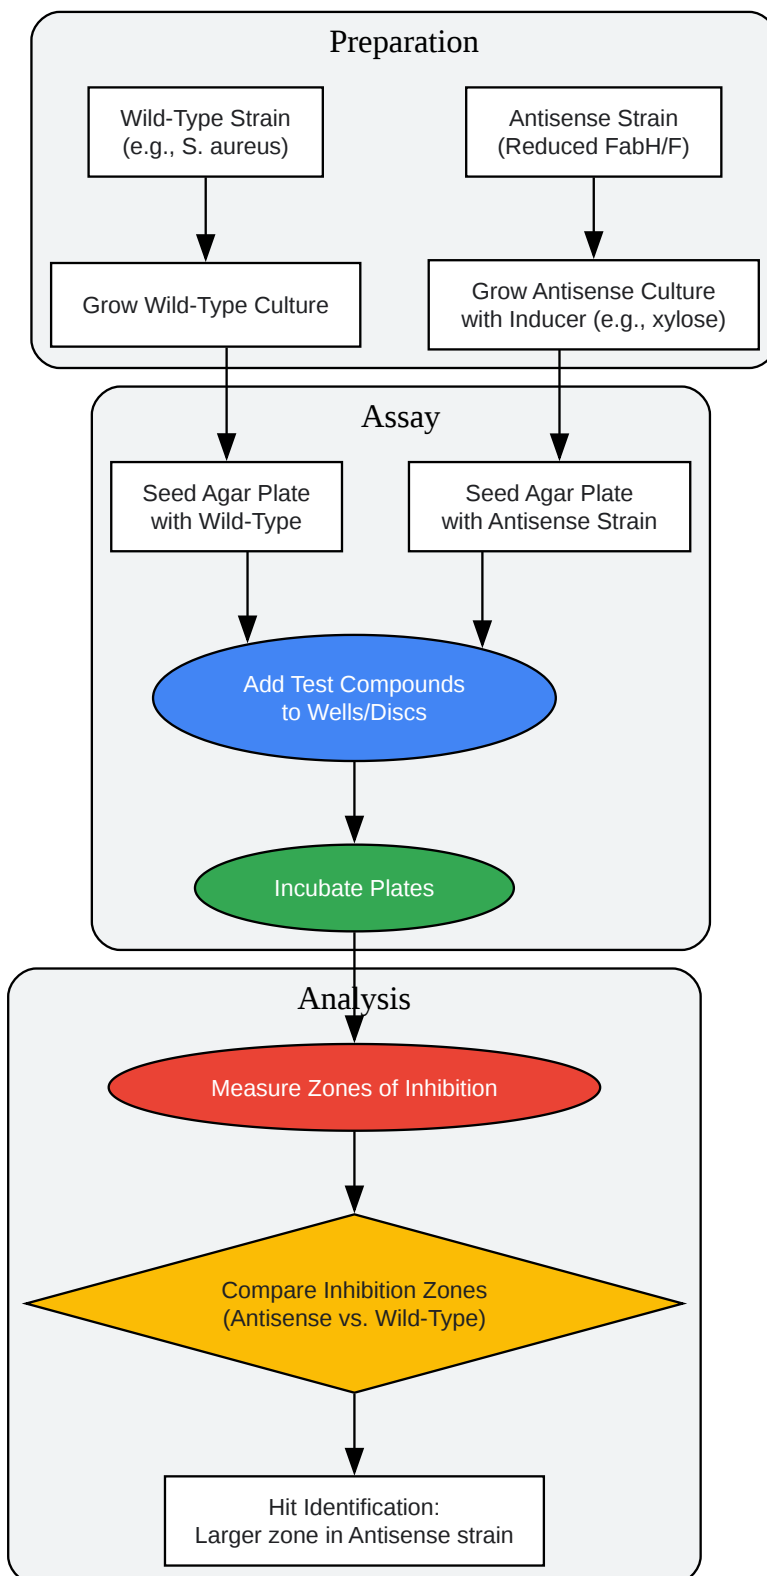 Preparation
Wild-Type Strain
(e.g., S. aureus)
Antisense Strain
(Reduced FabH/F)
Grow Wild-Type Culture
Grow Antisense Culture
with Inducer (e.g., xylose)
Assay
Seed Agar Plate
with Wild-Type
Seed Agar Plate
with Antisense Strain
Add Test Compounds
to Wells/Discs
Incubate Plates
Analysis
Measure Zones of Inhibition
Compare Inhibition Zones
(Antisense vs. Wild-Type)
Hit Identification:
Larger zone in Antisense strain